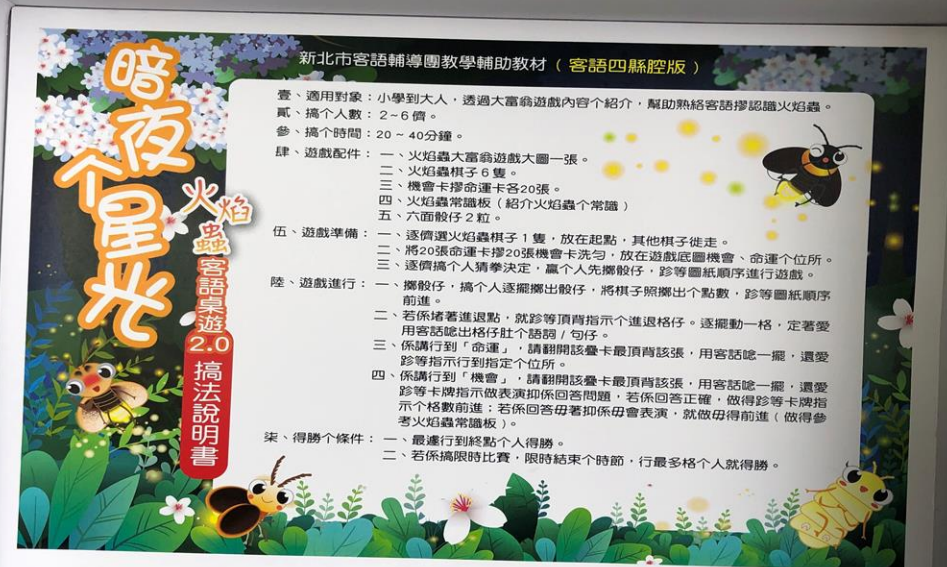 暗夜个星光
火焰蟲
客語桌遊2.0
搞法說明書
新北市客語輔導團教學輔助教材(客語四縣腔版)
壹、適用對象:小學到大人,透過大富翁遊戲內容个紹介,幫助熟絡客語摎認識火焰蟲。
貳、搞个人數:2~6儕。
參、搞个時間:20~40分鐘。
肆、遊戲配件:一、火焰蟲大富翁遊戲大圖一張。
二、火焰蟲棋子6隻。
三、機會卡摎命運卡各20張。
四、火焰蟲常識板(紹介火焰蟲个常識)
五、六面骰仔2粒。
伍、遊戲準備:一、逐儕選火焰蟲棋子1隻,放在起點,其他棋子徙走。
二、將20張命運卡摎20張機會卡洗勻,放在遊戲底圖機會、命運个位所。
三、逐儕搞个人猜拳決定,贏个人先擲骰仔,跈等圖紙順序進行遊戲。
陸、遊戲進行:一、擲骰仔,搞个人逐擺擲出骰仔,將棋子照擲出个點數,跈等圖紙順序
前進。
二、若係堵著進退點,就跈等頂背指示个進退格仔。逐擺動一格,定著愛
用客話唸出格仔肚个語詞/句仔。
三、係講行到「命運」,請翻開該疊卡最頂背該張,用客話唸一擺,還愛
跈等指示行到指定个位所。
四、係講行到「機會」,請翻開該疊卡最頂背該張,用客話唸一擺,還愛
跈等卡牌指示做表演抑係回答問題,若係回答正確,做得跈等卡牌指
示个格數前進;若係回答毋著抑係毋會表演,就做毋得前進(做得參
考火焰蟲常識板)。
柒、得勝个條件:一、最遽行到終點个人得勝。
二、若係搞限時比賽,限時結束个時節,行最多格个人就得勝。